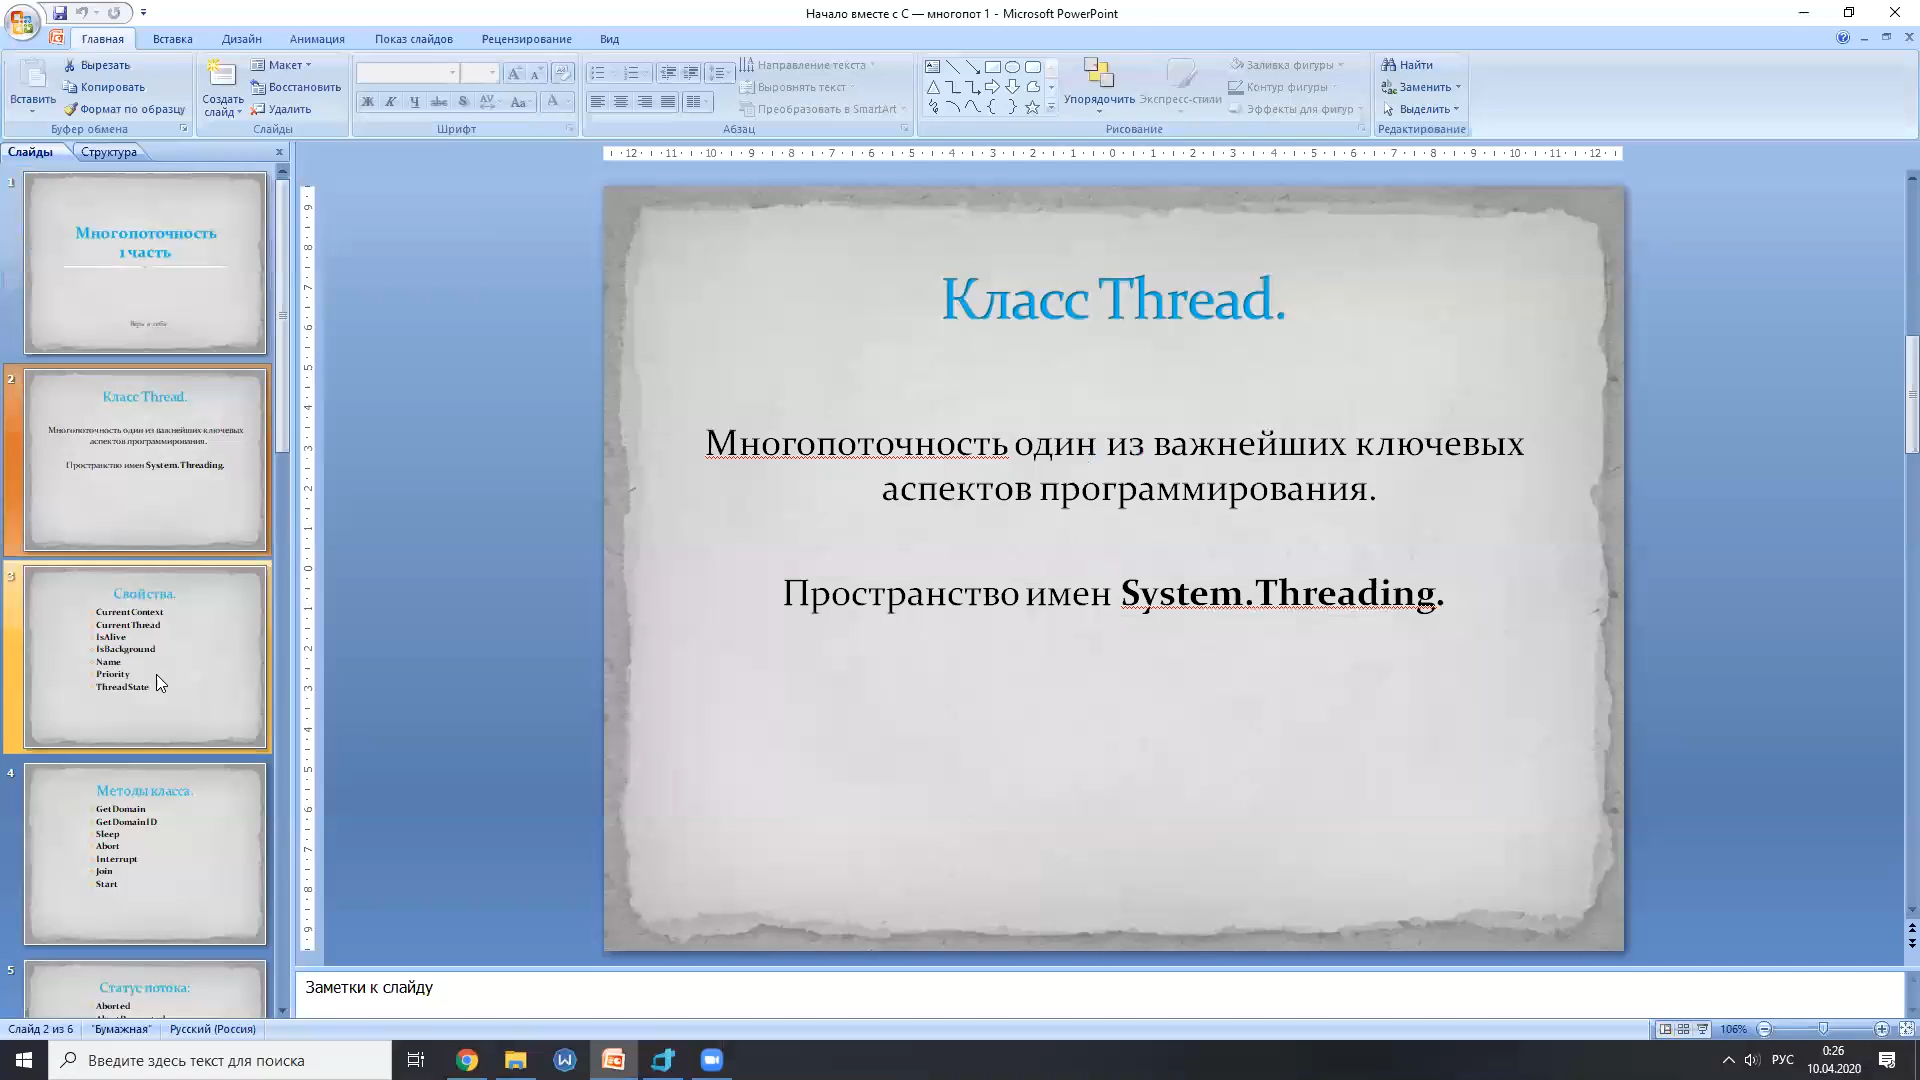 Начало вместе с С — многопот 1 - Microsoft PowerPoint
Главная Вставка Дизайн Анимация Показ слайдов Рецензирование Вид
Вставить
Вырезать
Копировать
Формат по образцу
Буфер обмена
Создать слайд
Макет
Восстановить
Удалить
Слайды
Шрифт
Направление текста
Выровнять текст
Преобразовать в SmartArt
Абзац
Упорядочить
Экспресс-стили
Заливка фигуры
Контур фигуры
Эффекты для фигур
Рисование
Найти
Заменить
Выделить
Редактирование
Слайды Структура
1
Многопоточность
1 часть
2
Класс Thread.
Многопоточность один из важнейших ключевых
аспектов программирования.
Пространство имен System.Threading.
3
Свойства.
CurrentContext
CurrentThread
IsAlive
IsBackground
Name
Priority
ThreadState
4
Методы класса.
GetDomain
GetDomainID
Sleep
Abort
Interrupt
Join
Start
5
Статус потока:
Aborted
Класс Thread.
Многопоточность один из важнейших ключевых
аспектов программирования.
Пространство имен System.Threading.
Заметки к слайду
Слайд 2 из 6 "Бумажная" Русский (Россия) 106%
Введите здесь текст для поиска
РУС
0:26
10.04.2020